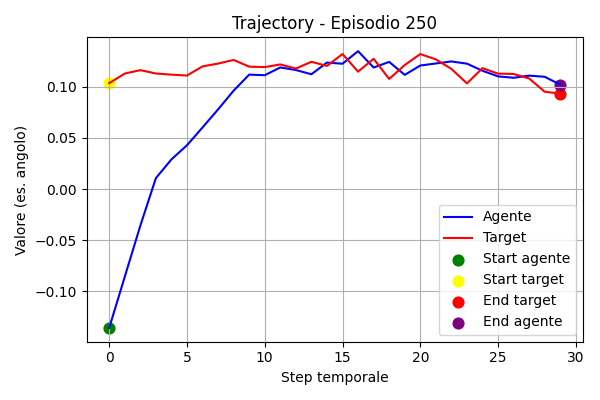 Trajectory - Episodio 250
Valore (es. angolo)
0.10
0.05
0.00
−0.05
−0.10
Agente
Target
Start agente
Start target
End target
End agente
0 5 10 15 20 25 30
Step temporale